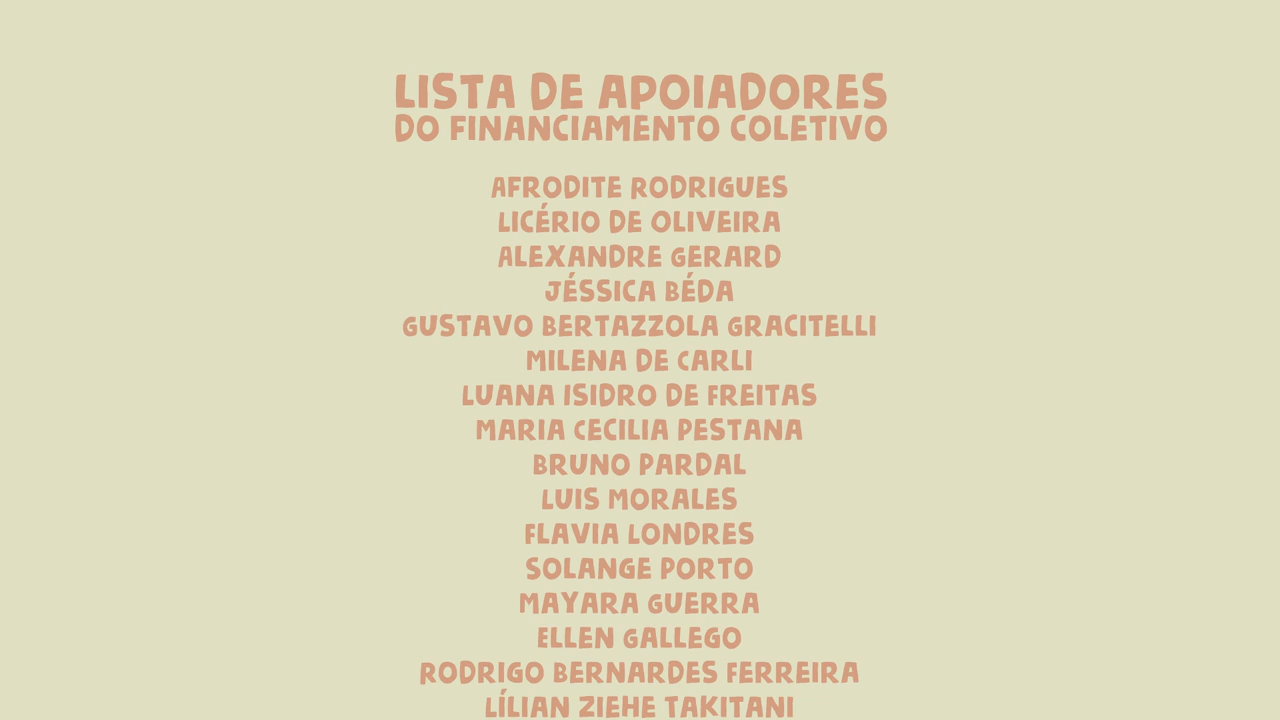 LISTA DE APOIADORES
DO FINANCIAMENTO COLETIVO
AFRODITE RODRIGUES
LICÉRIO DE OLIVEIRA
ALEXANDRE GERARD
JÉSSICA BÉDA
GUSTAVO BERTAZZOLA GRACITELLI
MILENA DE CARLI
LUANA ISIDRO DE FREITAS
MARIA CECILIA PESTANA
BRUNO PARDAL
LUIS MORALES
FLAVIA LONDRES
SOLANGE PORTO
MAYARA GUERRA
ELLEN GALLEGO
RODRIGO BERNARDES FERREIRA
LÍLIAN ZIEHE TAKITANI